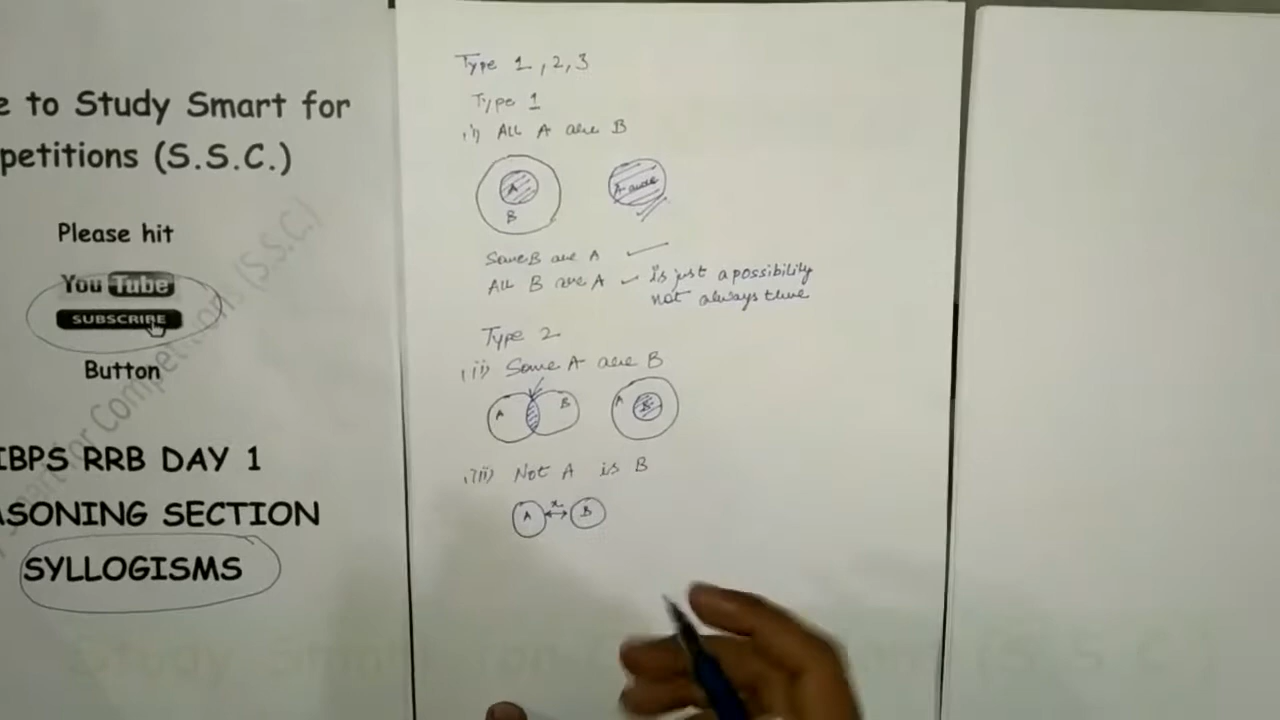 e to Study Smart for
petitions (S.S.C.)
Please hit
You Tube
SUBSCRIBE
Button
IBPS RRB DAY 1
ASONING SECTION
SYLLOGISMS
Type 1, 2, 3
Type 1
(i) All A are B
A
B
Some B are A
All B are A is just a possibility
not always true
Type 2
(ii) Some A are B
A B
A B
(iii) Not A is B
A x B